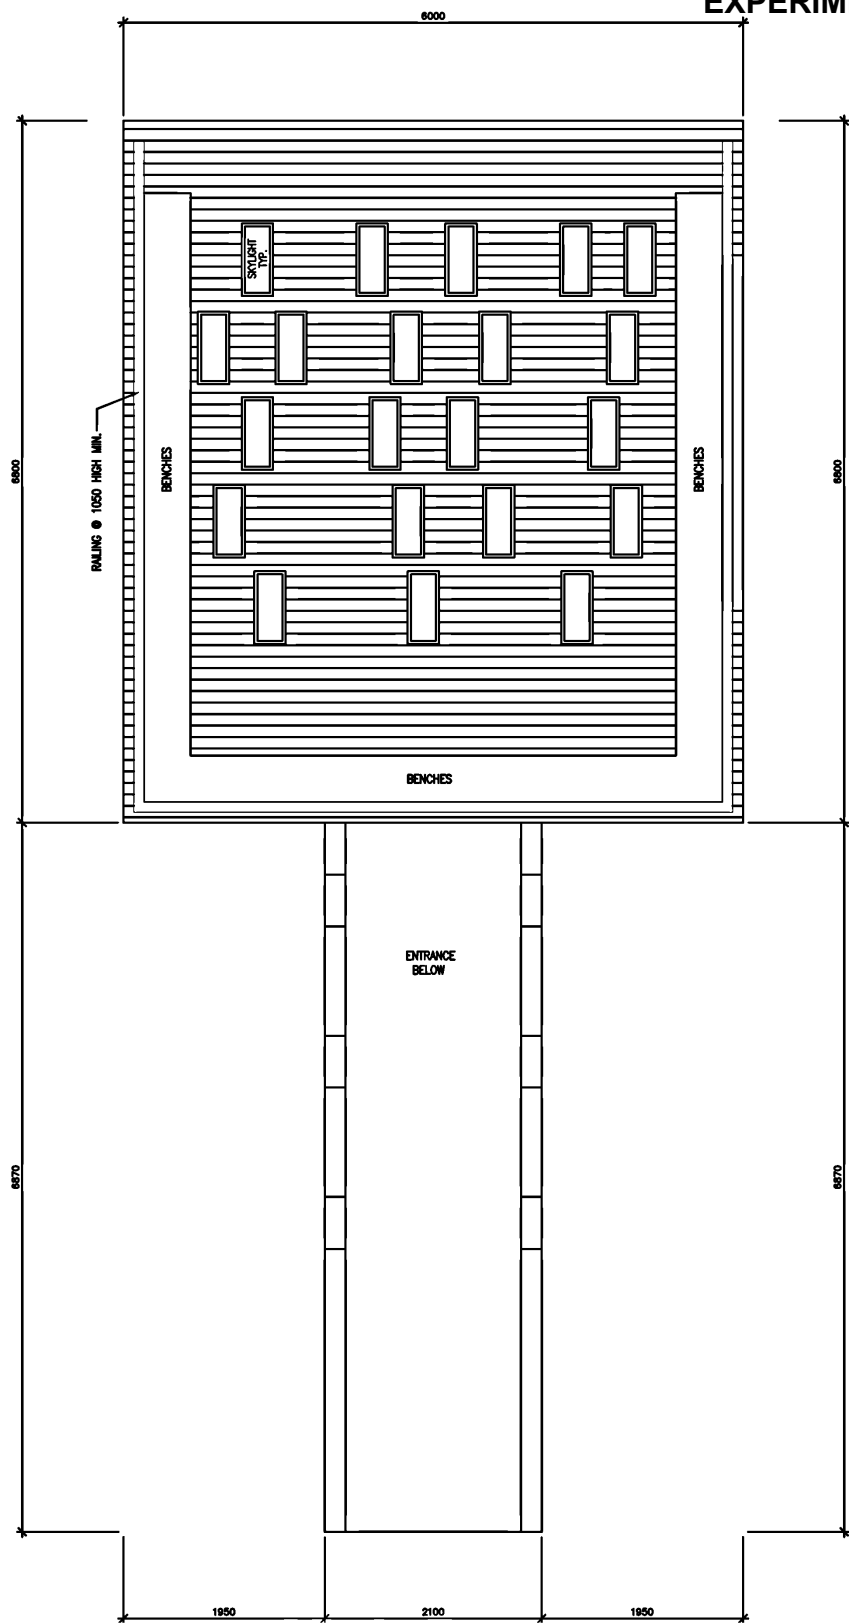 EXPERIM
6000
SKYLIGHT
TYP.
RAILING @ 1050 HIGH MIN.
6800
BENCHES
BENCHES
6800
BENCHES
ENTRANCE
BELOW
6870
6870
1950
2100
1950